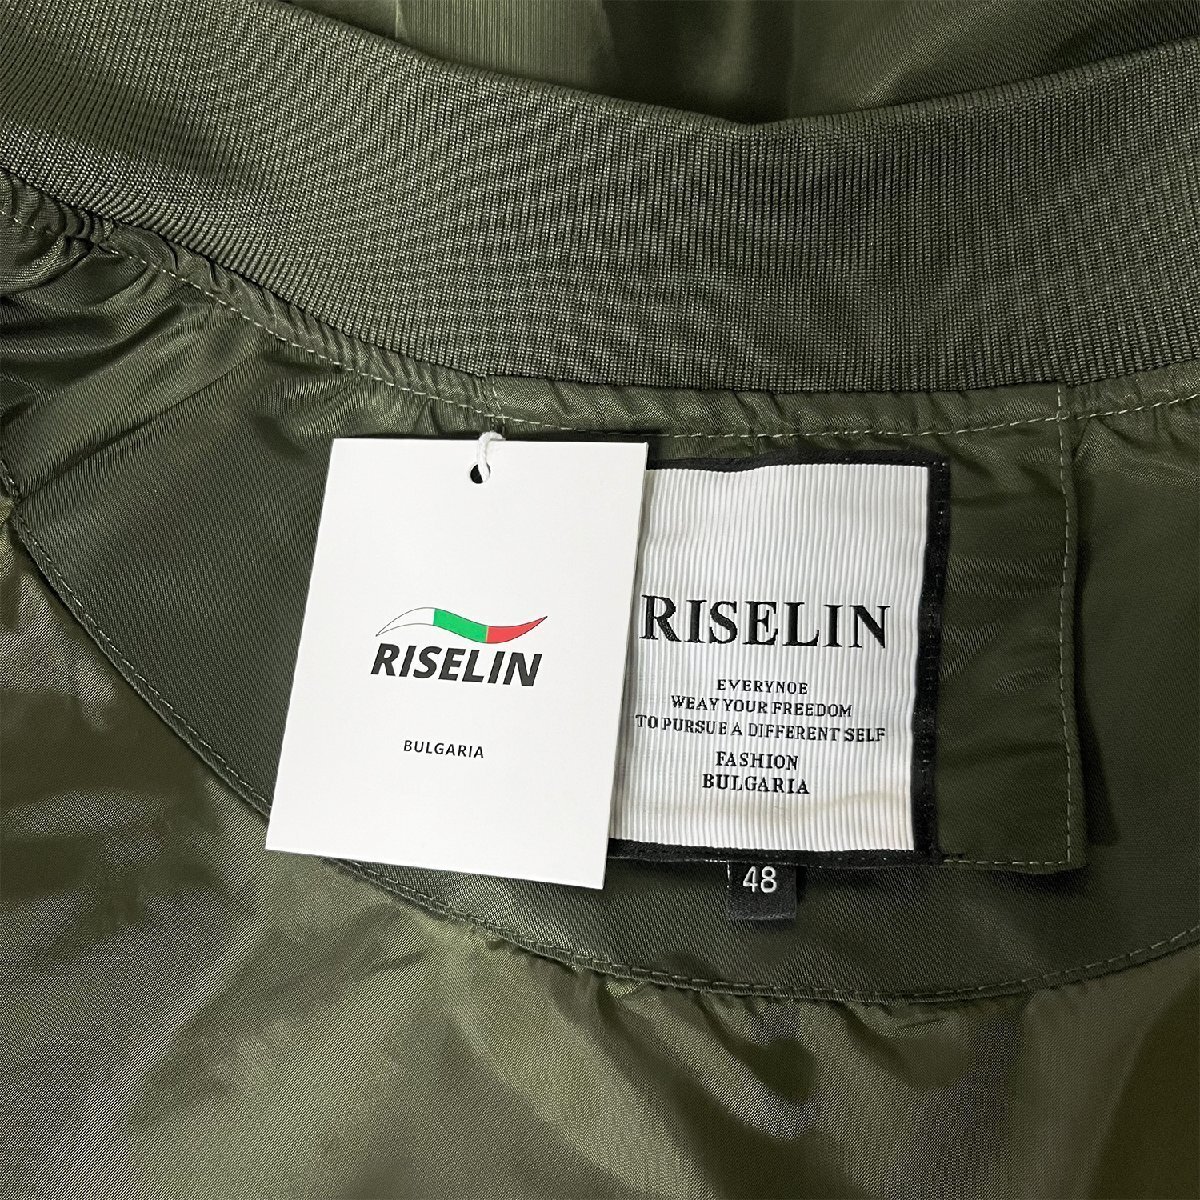 RISELIN
BULGARIA
RISELIN
EVERYNOE
WEAY YOUR FREEDOM
TO PURSUE A DIFFERENT SELF
FASHION
BULGARIA
48